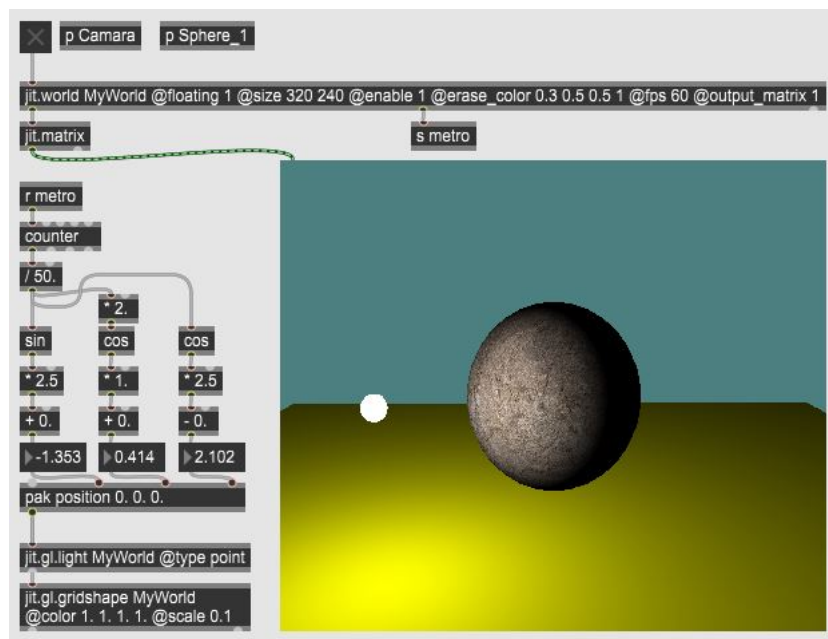 p Camara
p Sphere_1
jit.world MyWorld @floating 1 @size 320 240 @enable 1 @erase_color 0.3 0.5 0.5 1 @fps 60 @output_matrix 1
jit.matrix
s metro
r metro
counter
/ 50.
* 2.
sin
cos
cos
* 2.5
* 1.
* 2.5
+ 0.
+ 0.
- 0.
-1.353
0.414
2.102
pak position 0. 0. 0.
jit.gl.light MyWorld @type point
jit.gl.gridshape MyWorld
@color 1. 1. 1. 1. @scale 0.1